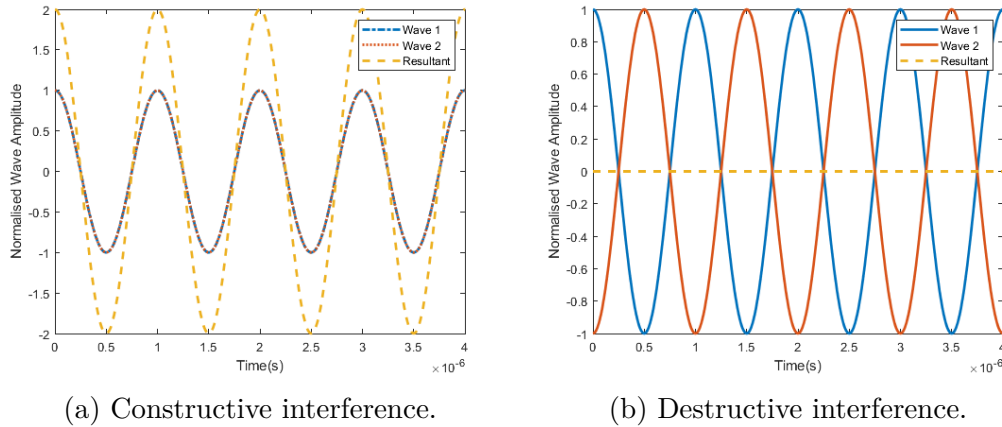 Normalised Wave Amplitude
2
1.5
1
0.5
0
-0.5
-1
-1.5
-2
Wave 1
Wave 2
Resultant
0 0.5 1 1.5 2 2.5 3 3.5 4
Time(s)
×10-6
(a) Constructive interference.
Normalised Wave Amplitude
1
0.8
0.6
0.4
0.2
0
-0.2
-0.4
-0.6
-0.8
-1
Wave 1
Wave 2
Resultant
0 0.5 1 1.5 2 2.5 3 3.5 4
Time(s)
×10-6
(b) Destructive interference.